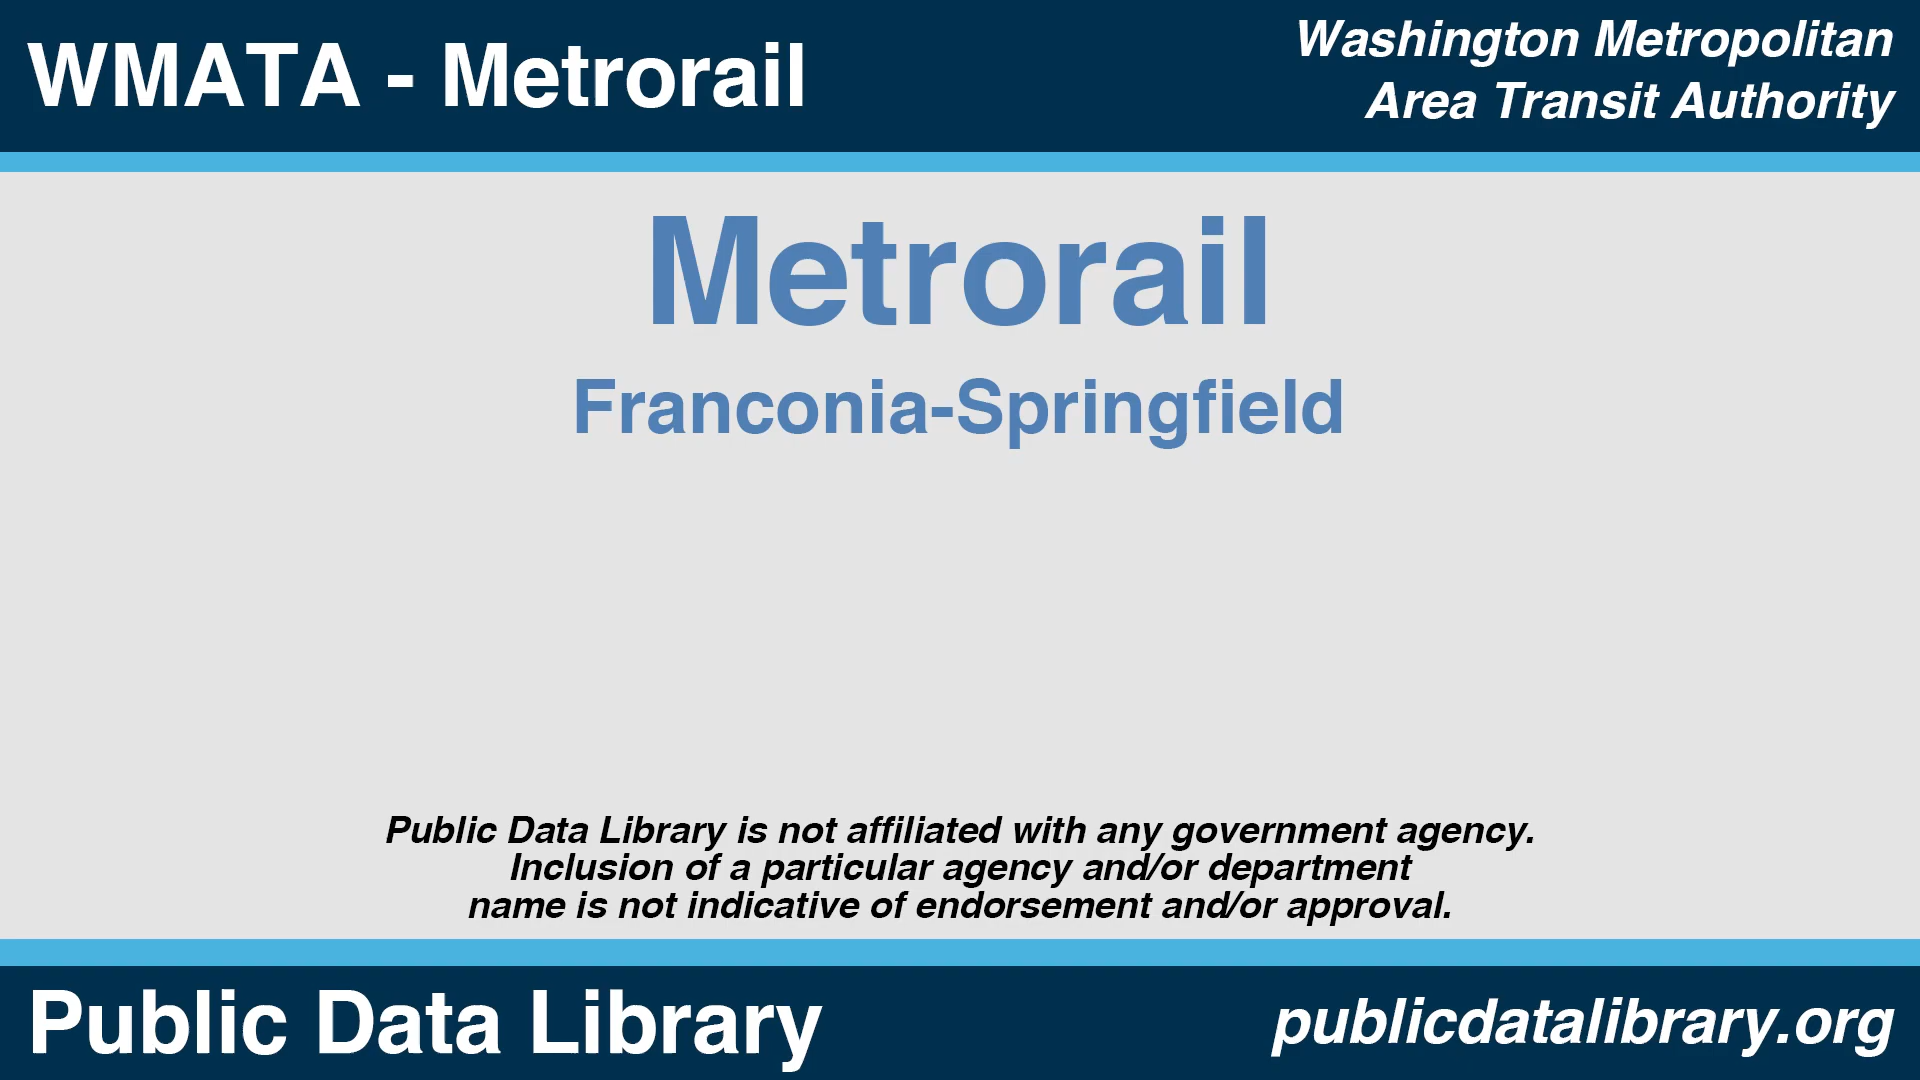 WMATA - Metrorail
Washington Metropolitan
Area Transit Authority
Metrorail
Franconia-Springfield
Public Data Library is not affiliated with any government agency.
Inclusion of a particular agency and/or department
name is not indicative of endorsement and/or approval.
Public Data Library
publicdatalibrary.org